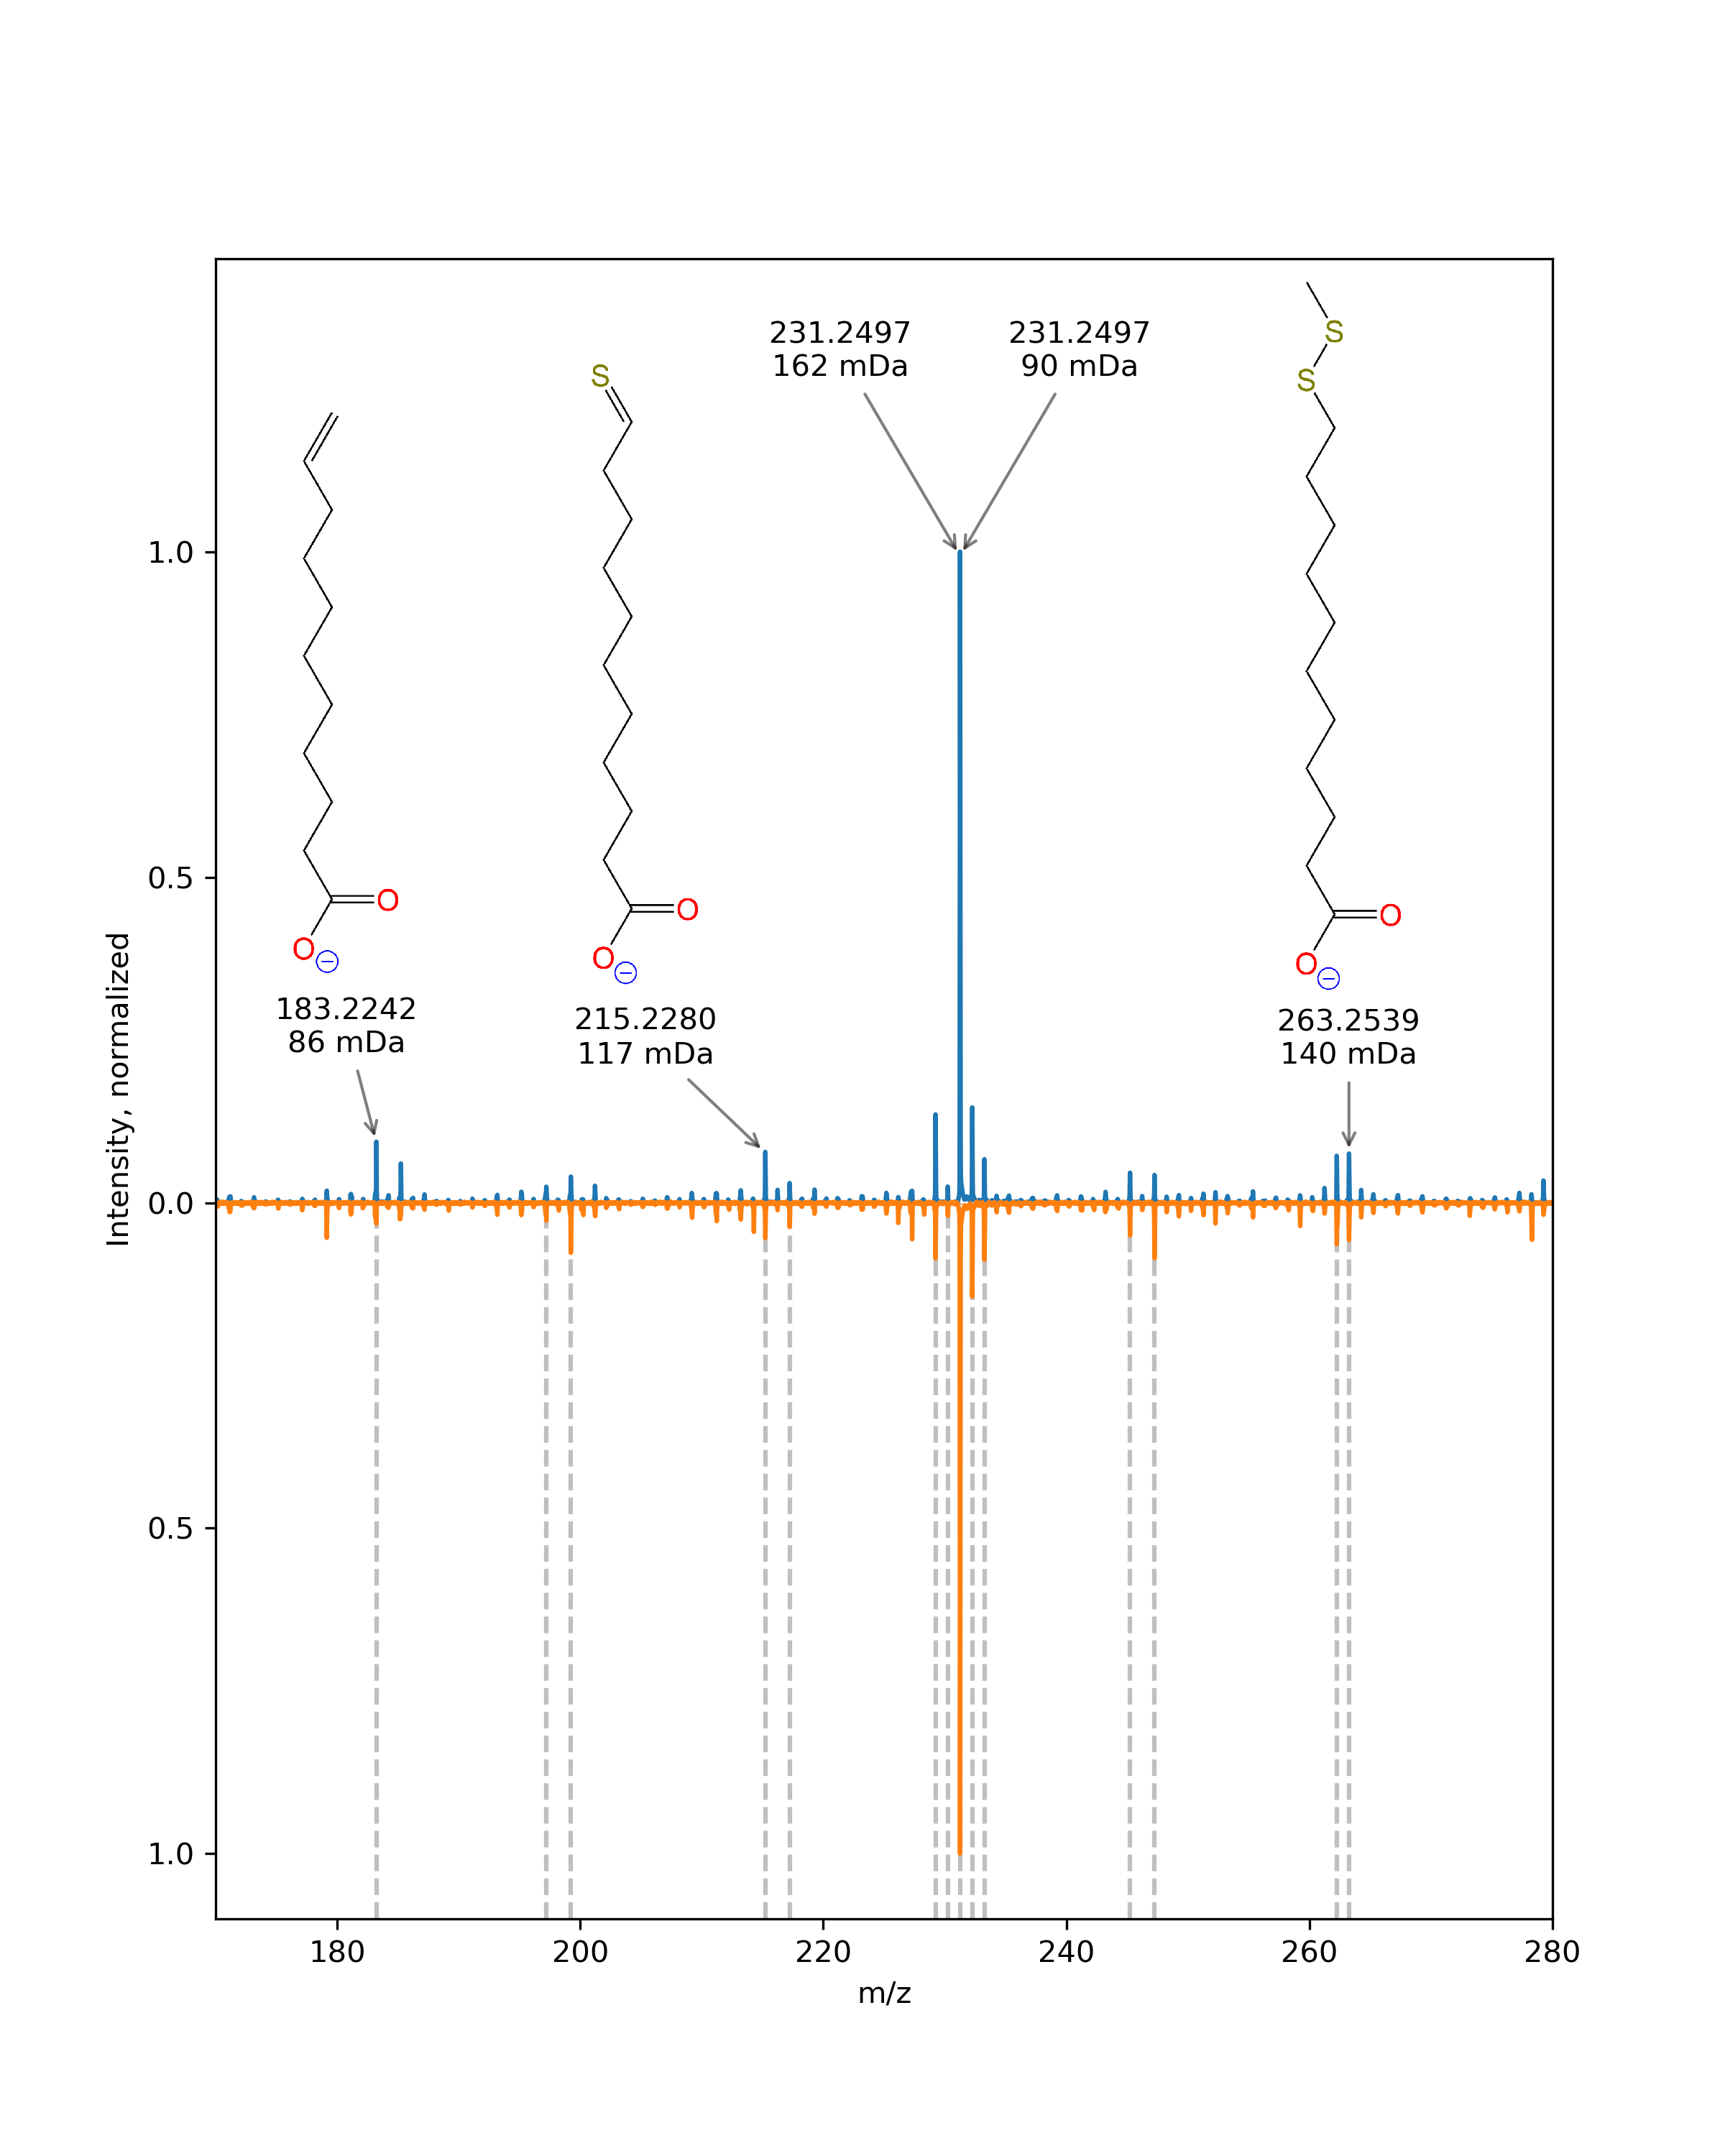 231.2497
162 mDa
231.2497
90 mDa
S
S
S
O
O
−
O
O
−
O
O
−
183.2242
86 mDa
215.2280
117 mDa
263.2539
140 mDa
1.0
0.5
0.0
0.5
1.0
Intensity, normalized
180
200
220
240
260
280
m/z